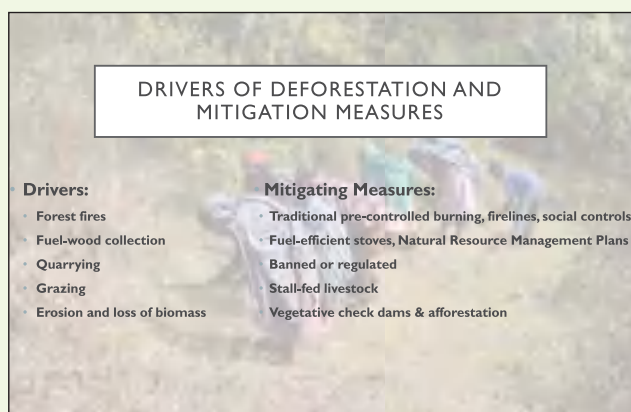 DRIVERS OF DEFORESTATION AND
MITIGATION MEASURES
Drivers:
Forest fires
Fuel-wood collection
Quarrying
Grazing
Erosion and loss of biomass
Mitigating Measures:
Traditional pre-controlled burning, firelines, social controls
Fuel-efficient stoves, Natural Resource Management Plans
Banned or regulated
Stall-fed livestock
Vegetative check dams & afforestation